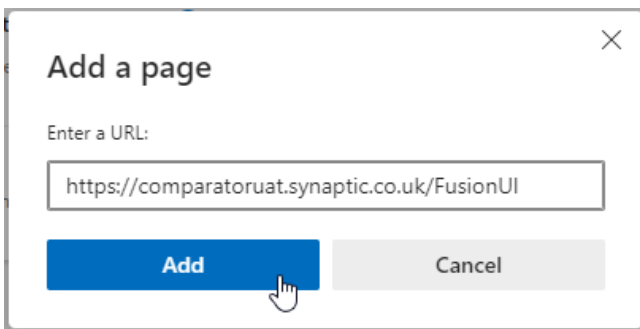 Add a page
Enter a URL:
https://comparatoruat.synaptic.co.uk/FusionUI
Add
Cancel